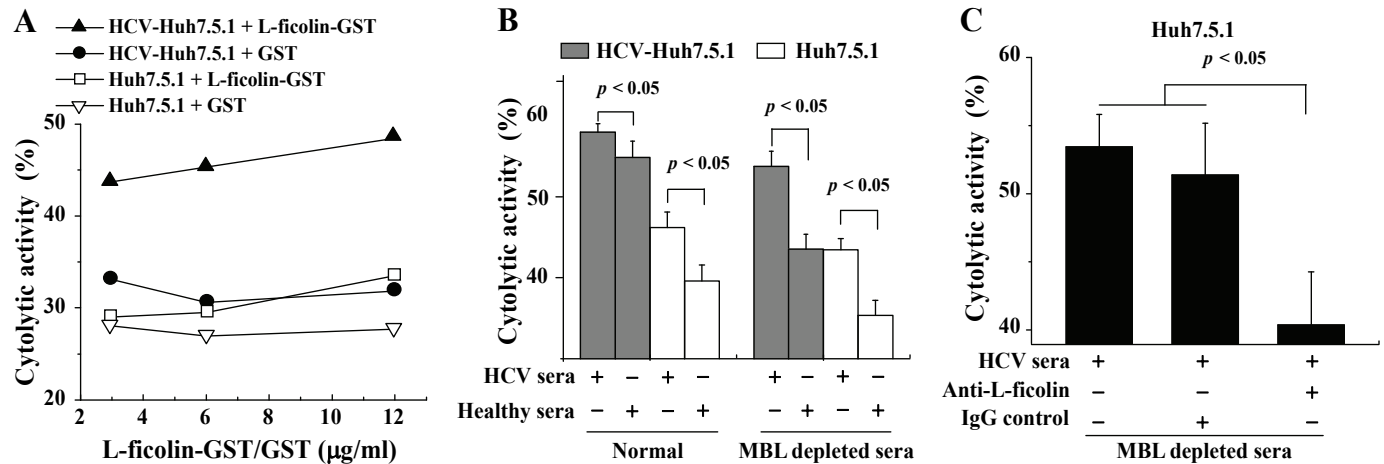 A
HCV-Huh7.5.1 + L-ficolin-GST
HCV-Huh7.5.1 + GST
Huh7.5.1 + L-ficolin-GST
Huh7.5.1 + GST
Cytolytic activity (%)
60
50
40
30
20
2 4 6 8 10 12
L-ficolin-GST/GST (μg/ml)
B
HCV-Huh7.5.1 Huh7.5.1
Cytolytic activity (%)
60
50
40
p < 0.05
p < 0.05
p < 0.05
p < 0.05
HCV sera + − + − + − + −
Healthy sera − + − + − + − +
Normal MBL depleted sera
C
Huh7.5.1
p < 0.05
Cytolytic activity (%)
60
50
40
HCV sera + + +
Anti-L-ficolin − − +
IgG control − + −
MBL depleted sera